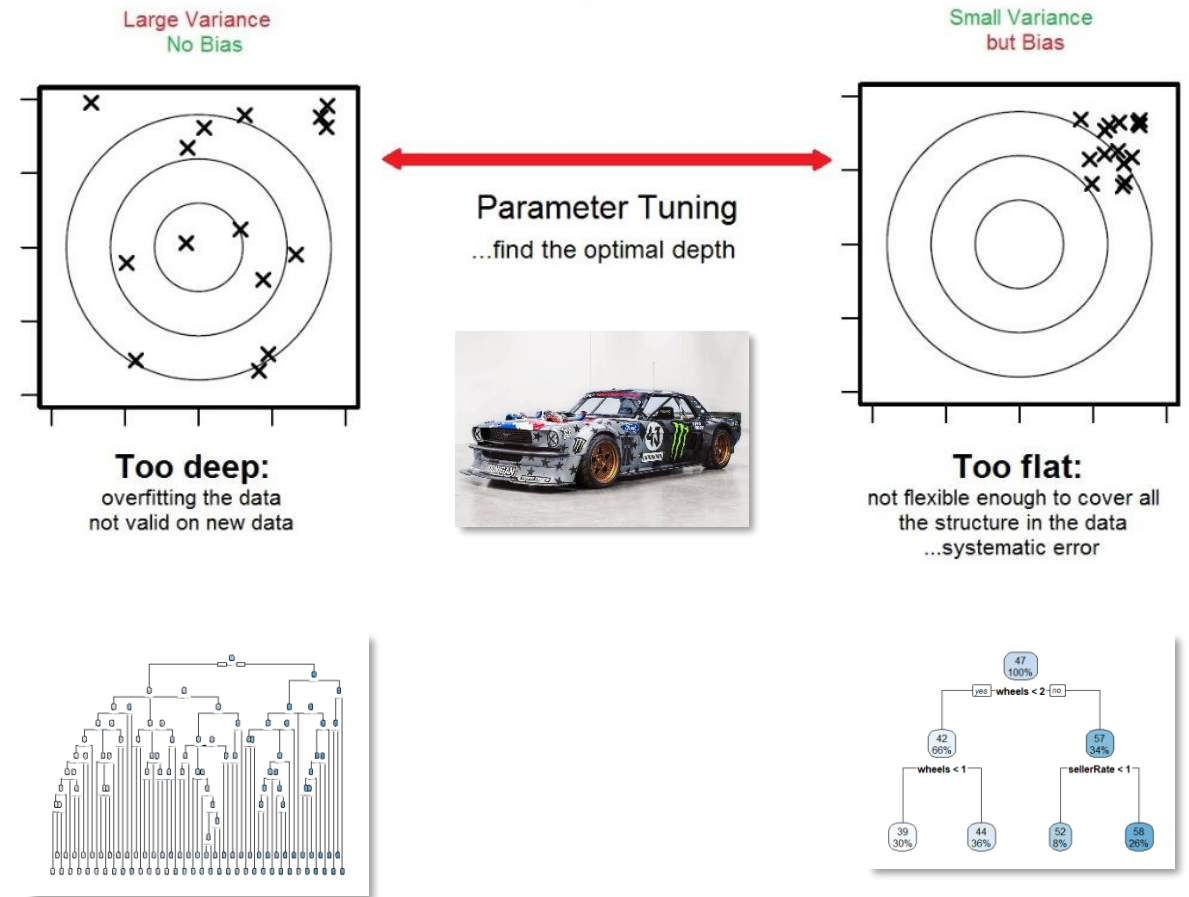 Large Variance
No Bias
Small Variance
but Bias
Parameter Tuning
...find the optimal depth
43
HOONIGAN
Too deep:
overfitting the data
not valid on new data
Too flat:
not flexible enough to cover all
the structure in the data
...systematic error
47
100%
yes wheels < 2 no
42
66%
57
34%
wheels < 1
sellerRate < 1
39
30%
44
36%
52
8%
58
26%